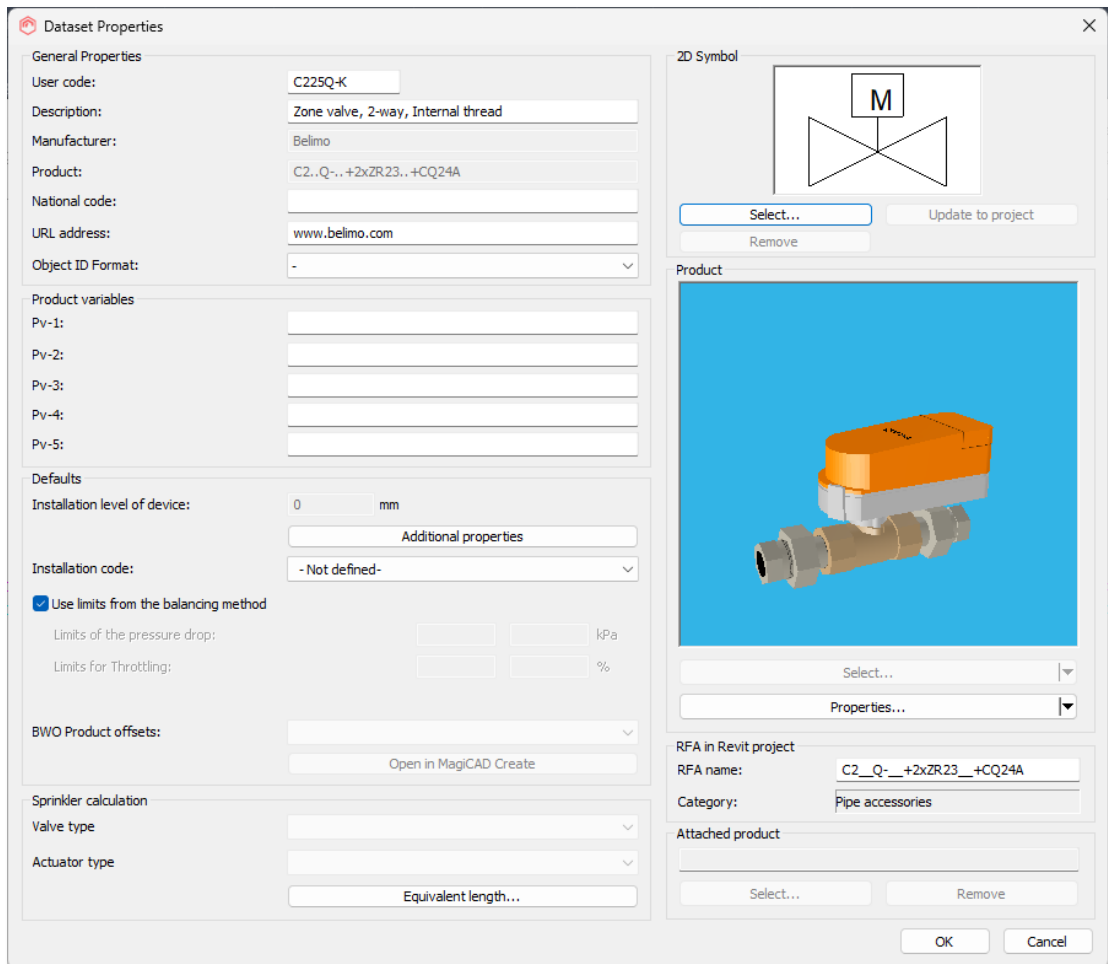 Dataset Properties
General Properties
User code: C225Q-K
Description: Zone valve, 2-way, Internal thread
Manufacturer: Belimo
Product: C2..Q-..+2xZR23..+CQ24A
National code:
URL address: www.belimo.com
Object ID Format: -
Product variables
Pv-1:
Pv-2:
Pv-3:
Pv-4:
Pv-5:
Defaults
Installation level of device: 0 mm
Additional properties
Installation code: - Not defined-
Use limits from the balancing method
Limits of the pressure drop: kPa
Limits for Throttling: %
BWO Product offsets:
Open in MagiCAD Create
Sprinkler calculation
Valve type
Actuator type
Equivalent length...
2D Symbol
M
Select... Update to project
Remove
Product
Select...
Properties...
RFA in Revit project
RFA name: C2__Q-__+2xZR23__+CQ24A
Category: Pipe accessories
Attached product
Select... Remove
OK Cancel